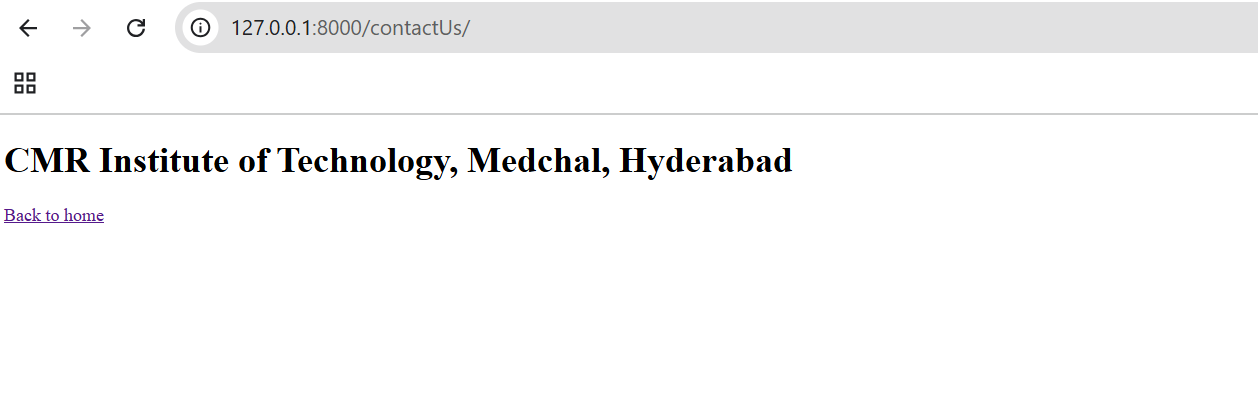 127.0.0.1:8000/contactUs/
CMR Institute of Technology, Medchal, Hyderabad
Back to home